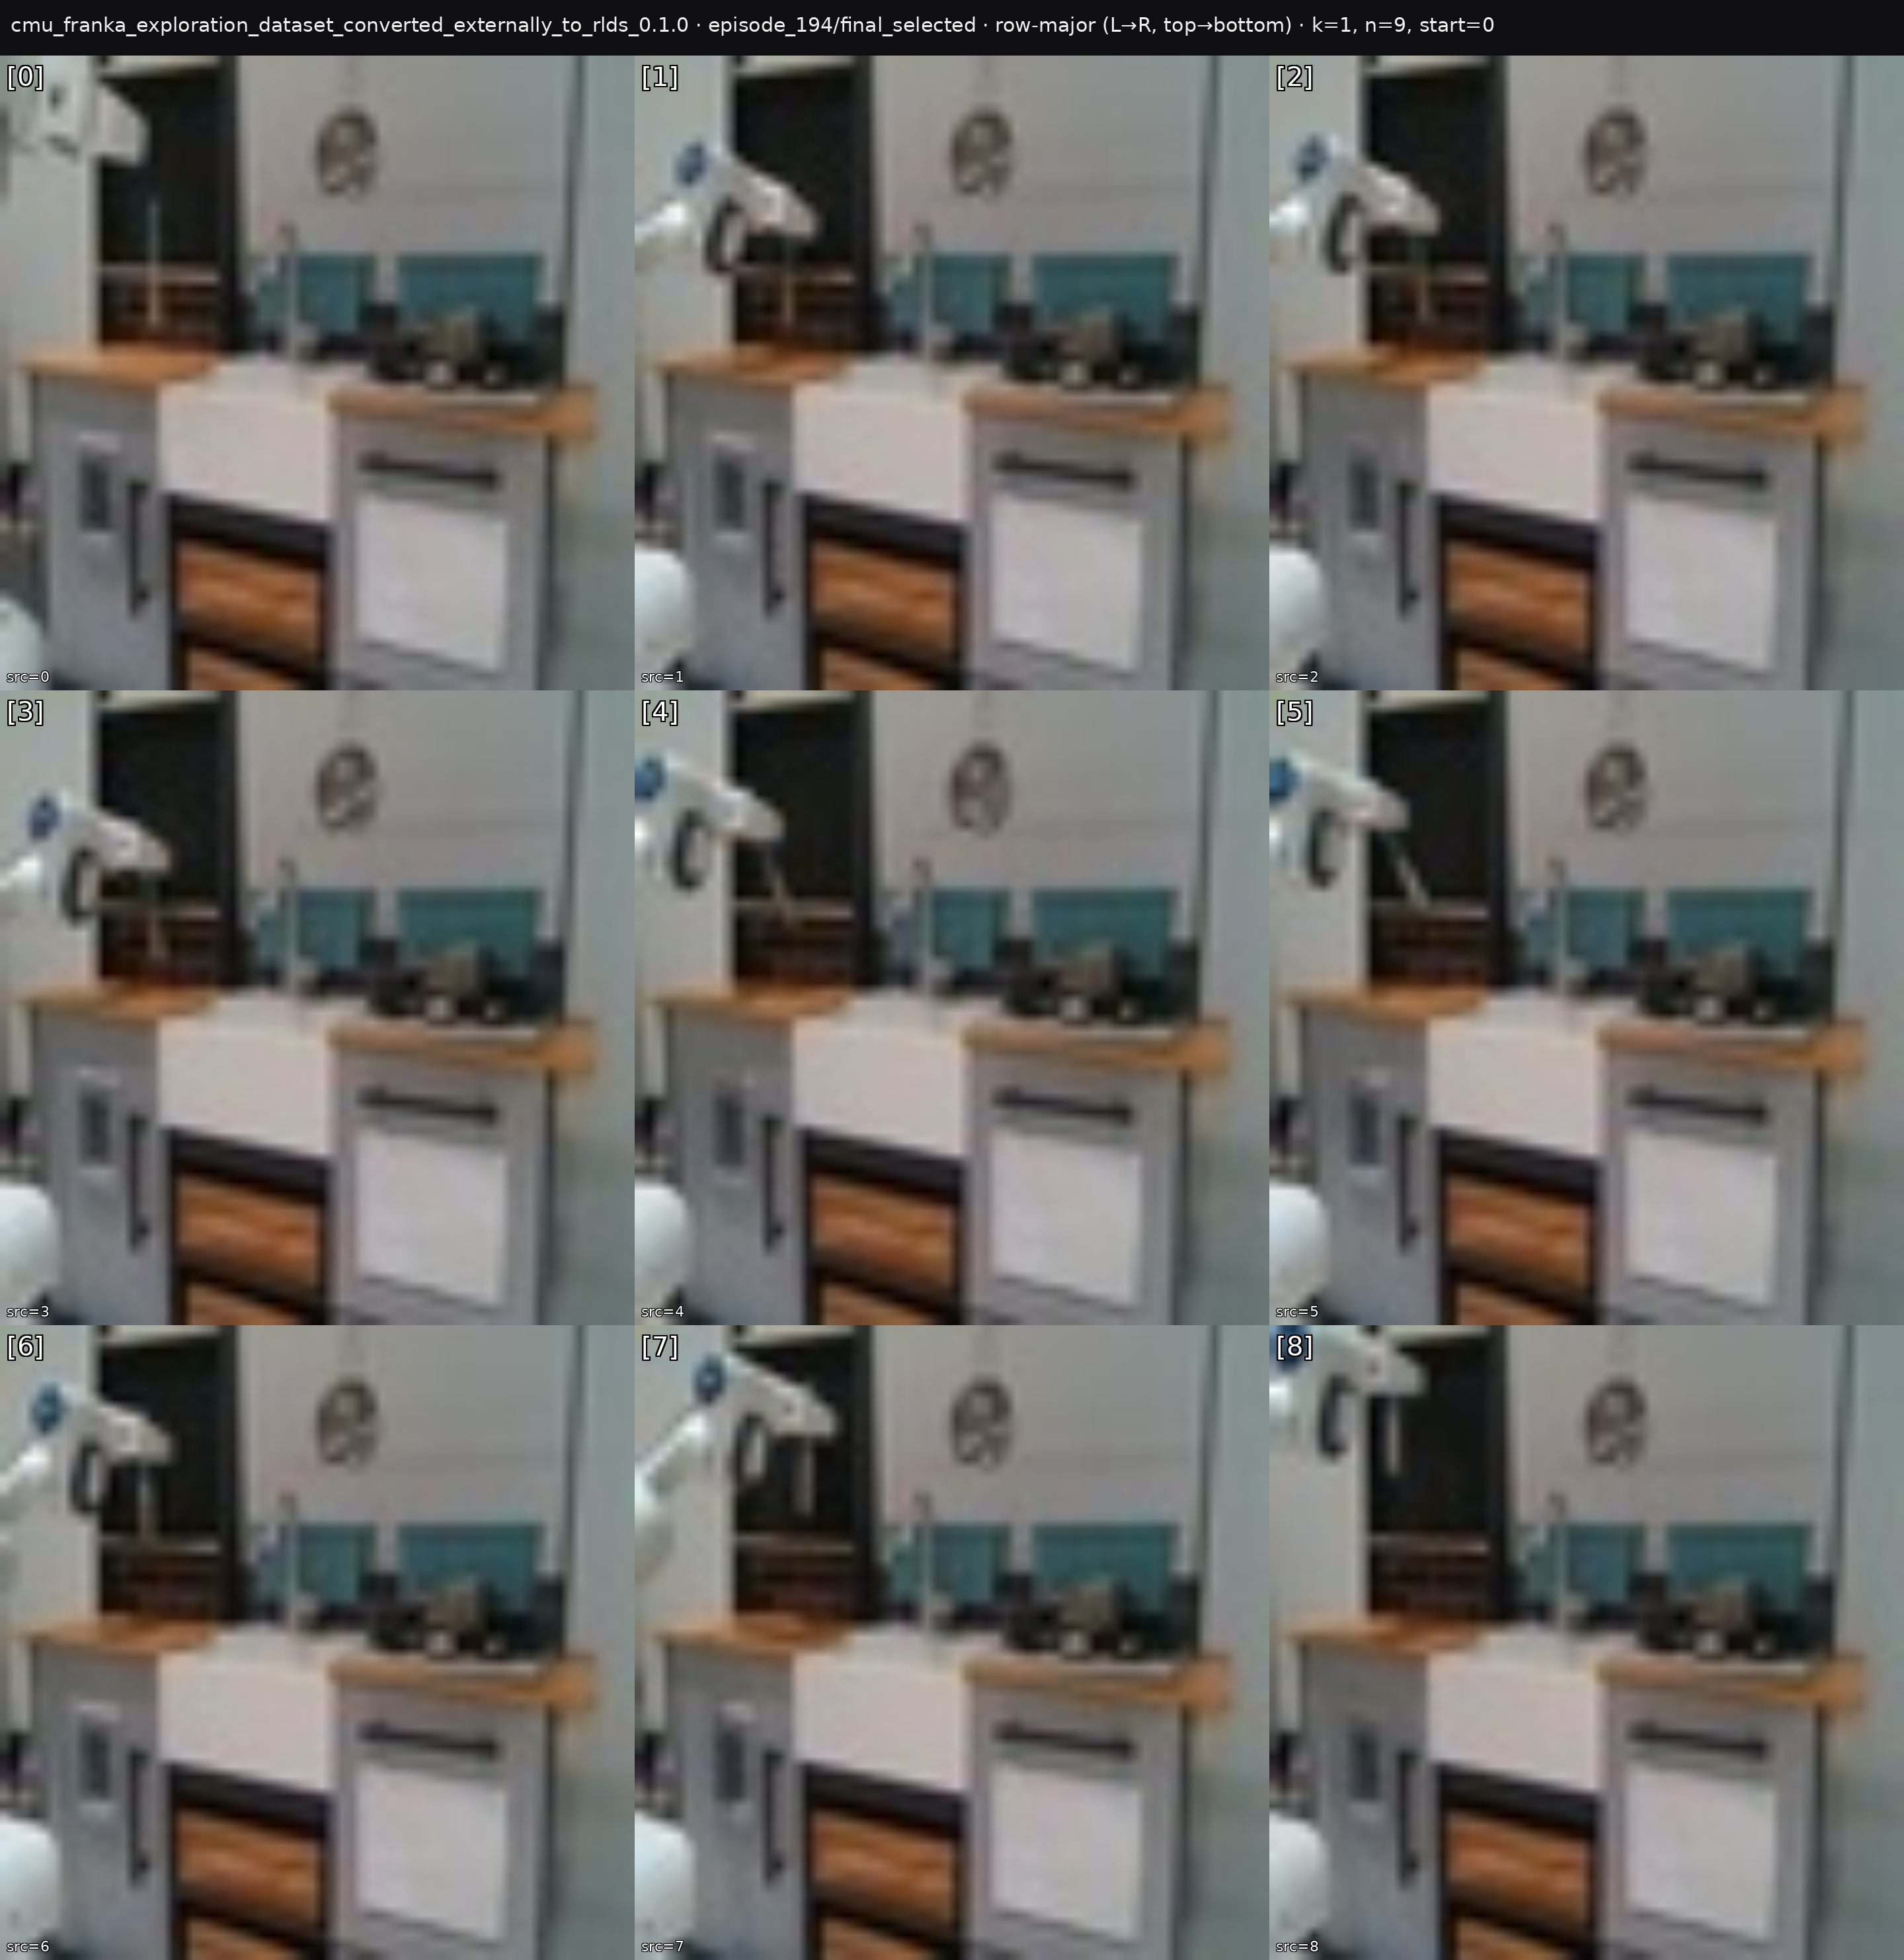 cmu_franka_exploration_dataset_converted_externally_to_rlds_0.1.0 · episode_194/final_selected · row-major (L→R, top→bottom) · k=1, n=9, start=0
[0]
[1]
[2]
src=0
src=1
src=2
[3]
[4]
[5]
src=3
src=4
src=5
[6]
[7]
[8]
src=6
src=7
src=8